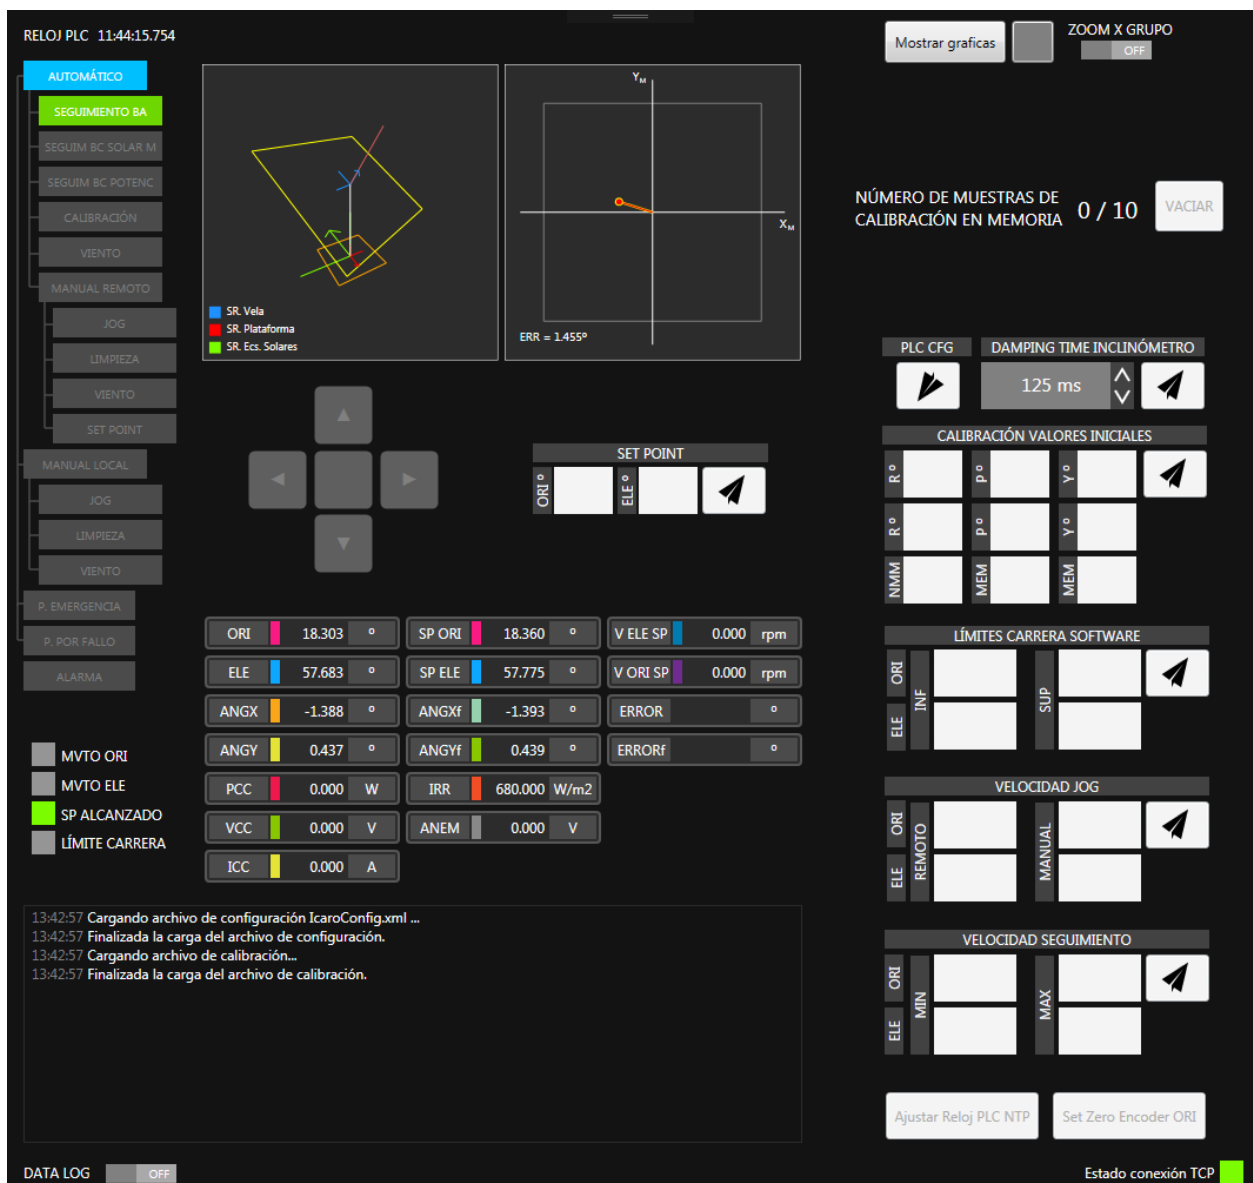 RELOJ PLC 11:44:15.754
Mostrar graficas
ZOOM X GRUPO
OFF
AUTOMÁTICO
SEGUIMIENTO BA
SEGUIM BC SOLAR M
SEGUIM BC POTENC
CALIBRACIÓN
VIENTO
MANUAL REMOTO
JOG
LIMPIEZA
VIENTO
SET POINT
MANUAL LOCAL
JOG
LIMPIEZA
VIENTO
P. EMERGENCIA
P. POR FALLO
ALARMA
SR. Vela
SR. Plataforma
SR. Ecs. Solares
YM
XM
ERR = 1.455º
NÚMERO DE MUESTRAS DE
CALIBRACIÓN EN MEMORIA
0 / 10
VACIAR
PLC CFG
DAMPING TIME INCLINÓMETRO
125 ms
SET POINT
ORI º
ELE º
CALIBRACIÓN VALORES INICIALES
R º
P º
Y º
R º
P º
Y º
NMM
MEM
MEM
MVTO ORI
MVTO ELE
SP ALCANZADO
LÍMITE CARRERA
ORI 18.303 º
SP ORI 18.360 º
V ELE SP 0.000 rpm
ELE 57.683 º
SP ELE 57.775 º
V ORI SP 0.000 rpm
ANGX -1.388 º
ANGXf -1.393 º
ERROR º
ANGY 0.437 º
ANGYf 0.439 º
ERRORf º
PCC 0.000 W
IRR 680.000 W/m2
VCC 0.000 V
ANEM 0.000 V
ICC 0.000 A
LÍMITES CARRERA SOFTWARE
ORI
ELE
INF
SUP
VELOCIDAD JOG
ORI
ELE
REMOTO
MANUAL
VELOCIDAD SEGUIMIENTO
ORI
ELE
MIN
MAX
13:42:57 Cargando archivo de configuración IcaroConfig.xml ...
13:42:57 Finalizada la carga del archivo de configuración.
13:42:57 Cargando archivo de calibración...
13:42:57 Finalizada la carga del archivo de calibración.
Ajustar Reloj PLC NTP
Set Zero Encoder ORI
DATA LOG
OFF
Estado conexión TCP